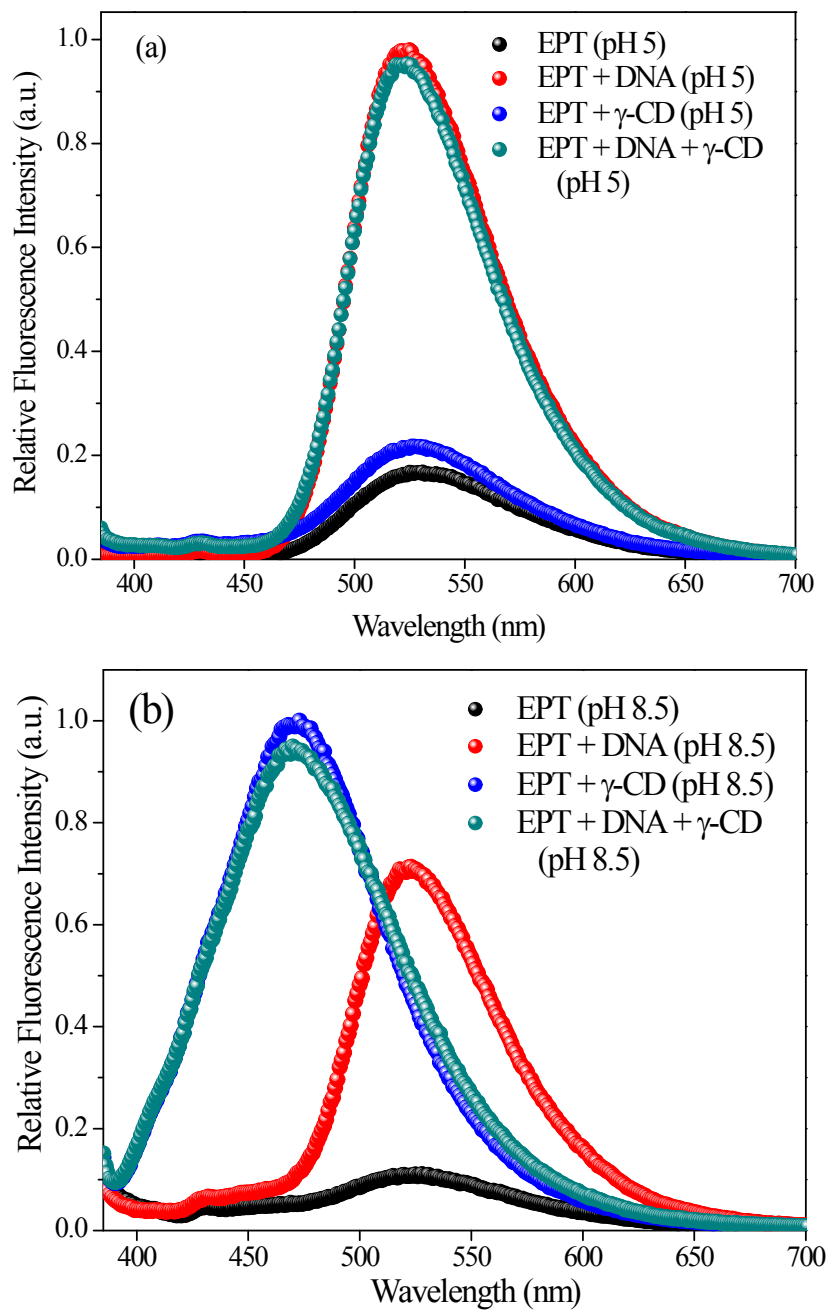 (a)
EPT (pH 5)
EPT + DNA (pH 5)
EPT + γ-CD (pH 5)
EPT + DNA + γ-CD
(pH 5)
Relative Fluorescence Intensity (a.u.)
1.0
0.8
0.6
0.4
0.2
0.0
400
450
500
550
600
650
700
Wavelength (nm)
(b)
EPT (pH 8.5)
EPT + DNA (pH 8.5)
EPT + γ-CD (pH 8.5)
EPT + DNA + γ-CD
(pH 8.5)
Relative Fluorescence Intensity (a.u.)
1.0
0.8
0.6
0.4
0.2
0.0
400
450
500
550
600
650
700
Wavelength (nm)